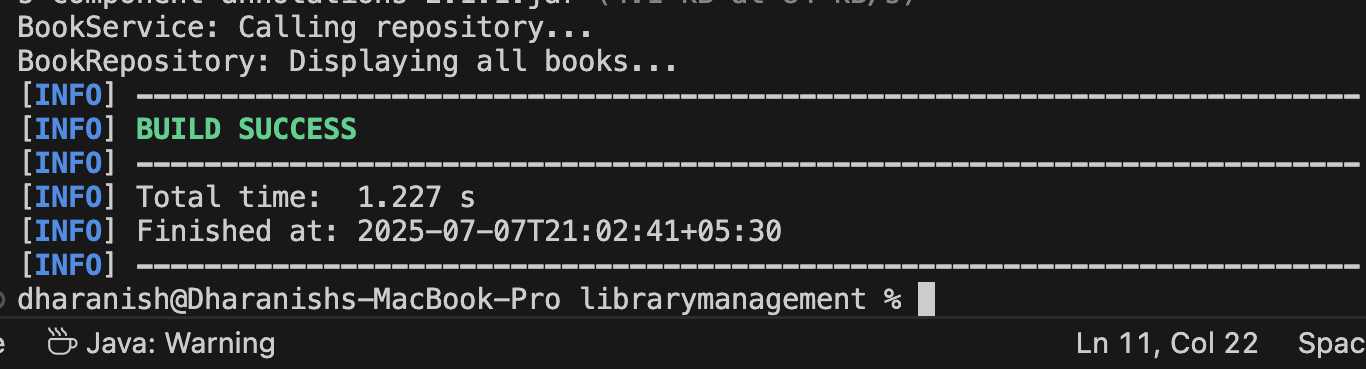 BookService: Calling repository...
BookRepository: Displaying all books...
[INFO] ------------------------------------------------------------------------
[INFO] BUILD SUCCESS
[INFO] ------------------------------------------------------------------------
[INFO] Total time:  1.227 s
[INFO] Finished at: 2025-07-07T21:02:41+05:30
[INFO] ------------------------------------------------------------------------
dharanish@Dharanishs-MacBook-Pro librarymanagement %
Java: Warning Ln 11, Col 22 Spac